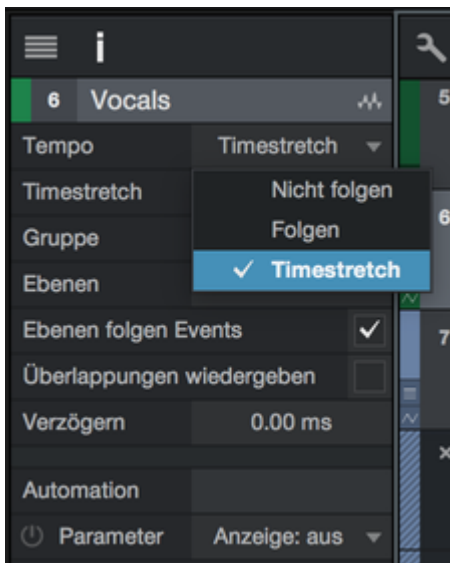 i
6 Vocals
Tempo Timestretch
Timestretch
Nicht folgen
Gruppe
Folgen
Ebenen
Timestretch
Ebenen folgen Events
Überlappungen wiedergeben
Verzögern 0.00 ms
Automation
Parameter Anzeige: aus
5
6
7